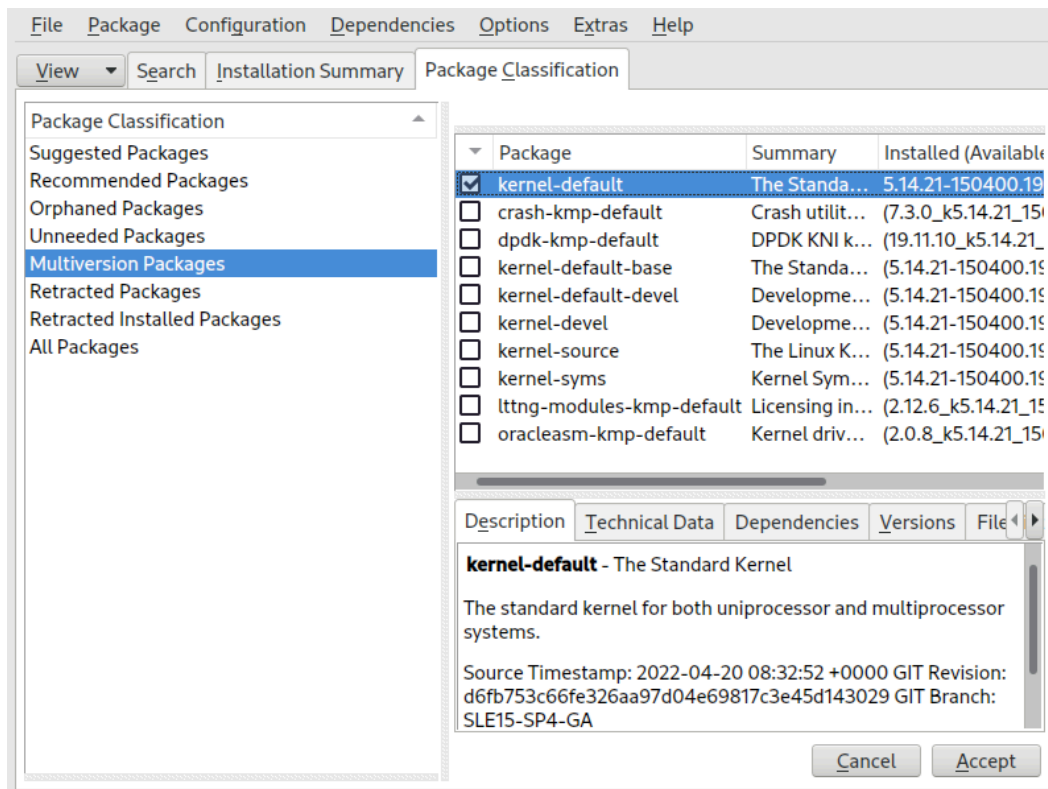 File Package Configuration Dependencies Options Extras Help
View Search Installation Summary Package Classification
Package Classification
Suggested Packages
Recommended Packages
Orphaned Packages
Unneeded Packages
Multiversion Packages
Retracted Packages
Retracted Installed Packages
All Packages
Package Summary Installed (Available
kernel-default The Standa... 5.14.21-150400.19
crash-kmp-default Crash utilit... (7.3.0_k5.14.21_15
dpdk-kmp-default DPDK KNI k... (19.11.10_k5.14.21_
kernel-default-base The Standa... (5.14.21-150400.19
kernel-default-devel Developme... (5.14.21-150400.19
kernel-devel Developme... (5.14.21-150400.19
kernel-source The Linux K... (5.14.21-150400.19
kernel-syms Kernel Sym... (5.14.21-150400.19
lttng-modules-kmp-default Licensing in... (2.12.6_k5.14.21_15
oracleasm-kmp-default Kernel driv... (2.0.8_k5.14.21_150
Description Technical Data Dependencies Versions File
kernel-default - The Standard Kernel
The standard kernel for both uniprocessor and multiprocessor
systems.
Source Timestamp: 2022-04-20 08:32:52 +0000 GIT Revision:
d6fb753c66fe326aa97d04e69817c3e45d143029 GIT Branch:
SLE15-SP4-GA
Cancel Accept